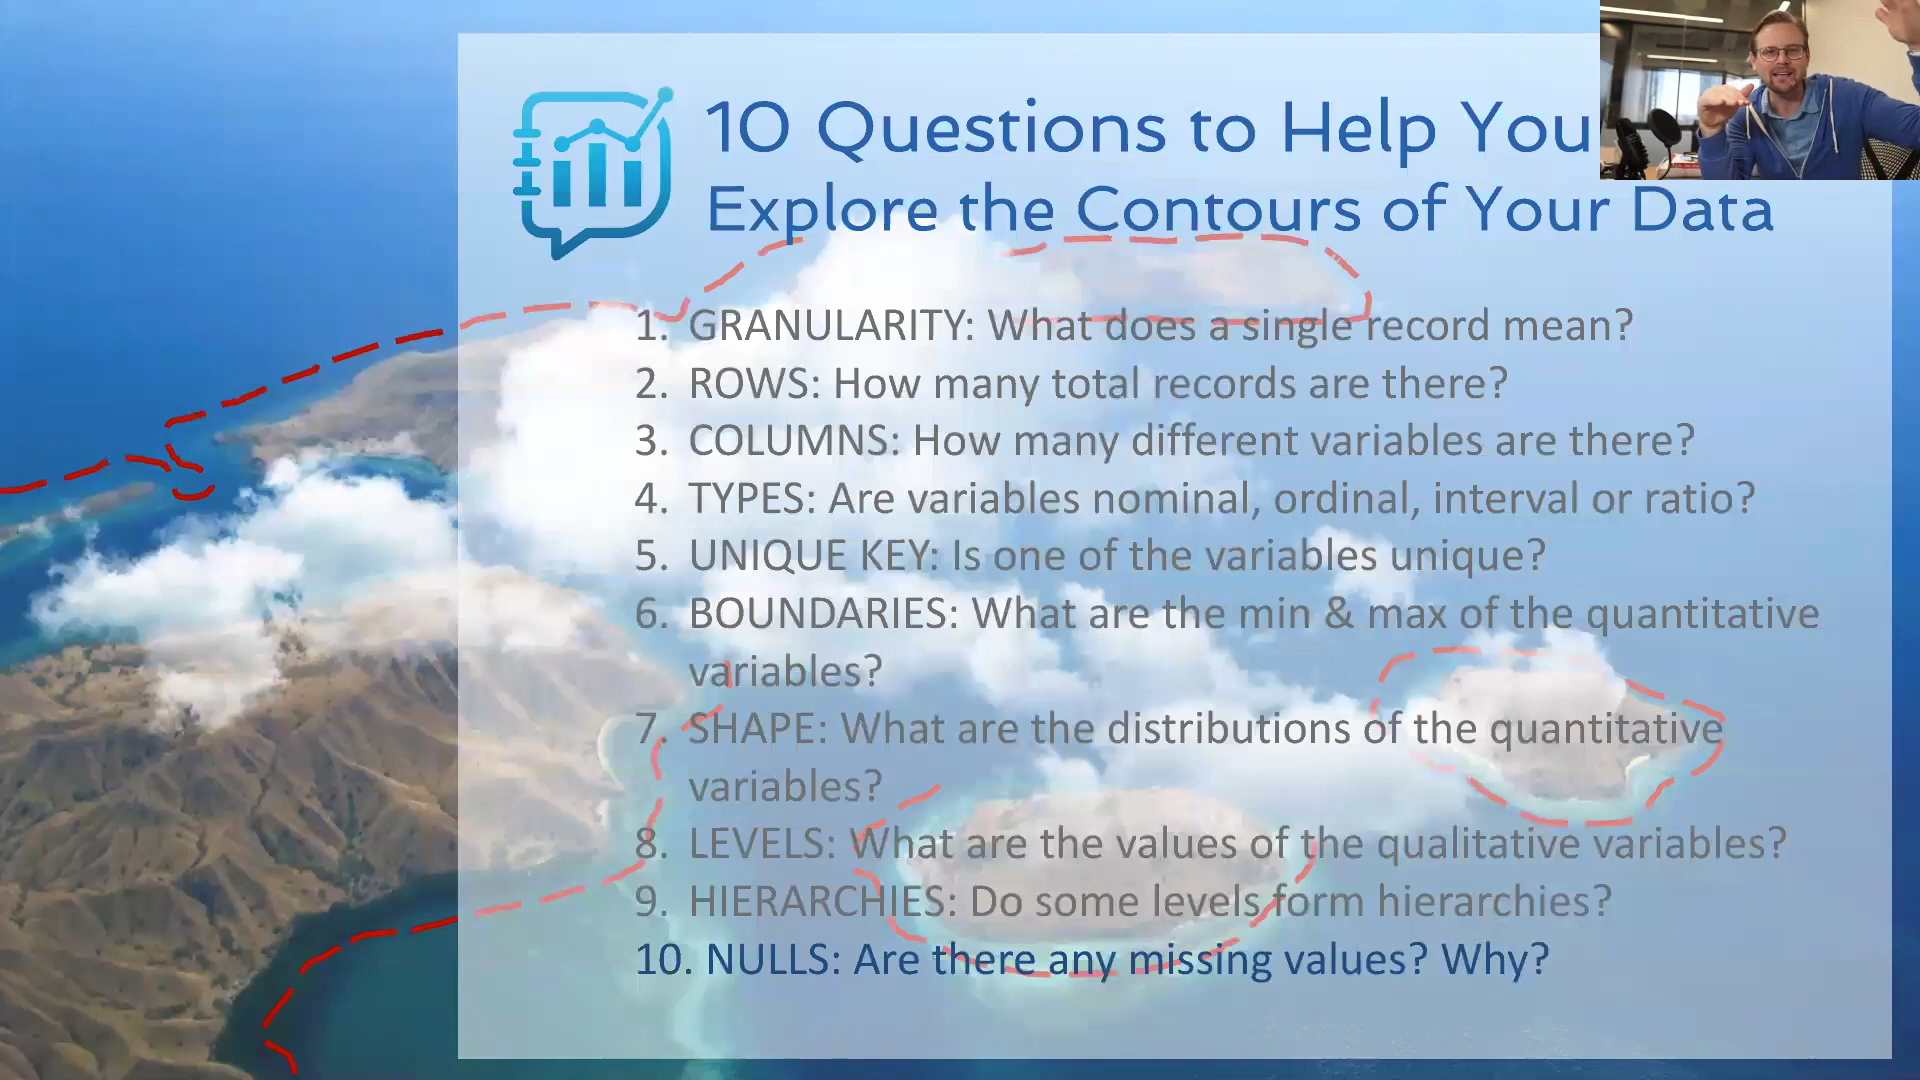 10 Questions to Help You
Explore the Contours of Your Data
1. GRANULARITY: What does a single record mean?
2. ROWS: How many total records are there?
3. COLUMNS: How many different variables are there?
4. TYPES: Are variables nominal, ordinal, interval or ratio?
5. UNIQUE KEY: Is one of the variables unique?
6. BOUNDARIES: What are the min & max of the quantitative
variables?
7. SHAPE: What are the distributions of the quantitative
variables?
8. LEVELS: What are the values of the qualitative variables?
9. HIERARCHIES: Do some levels form hierarchies?
10. NULLS: Are there any missing values? Why?